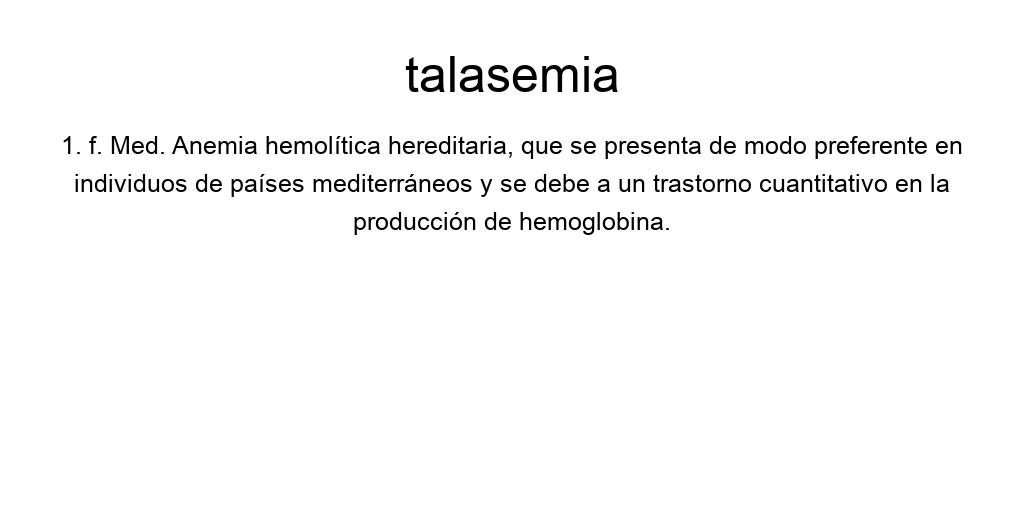 talasemia
1. f. Med. Anemia hemolítica hereditaria, que se presenta de modo preferente en
individuos de países mediterráneos y se debe a un trastorno cuantitativo en la
producción de hemoglobina.